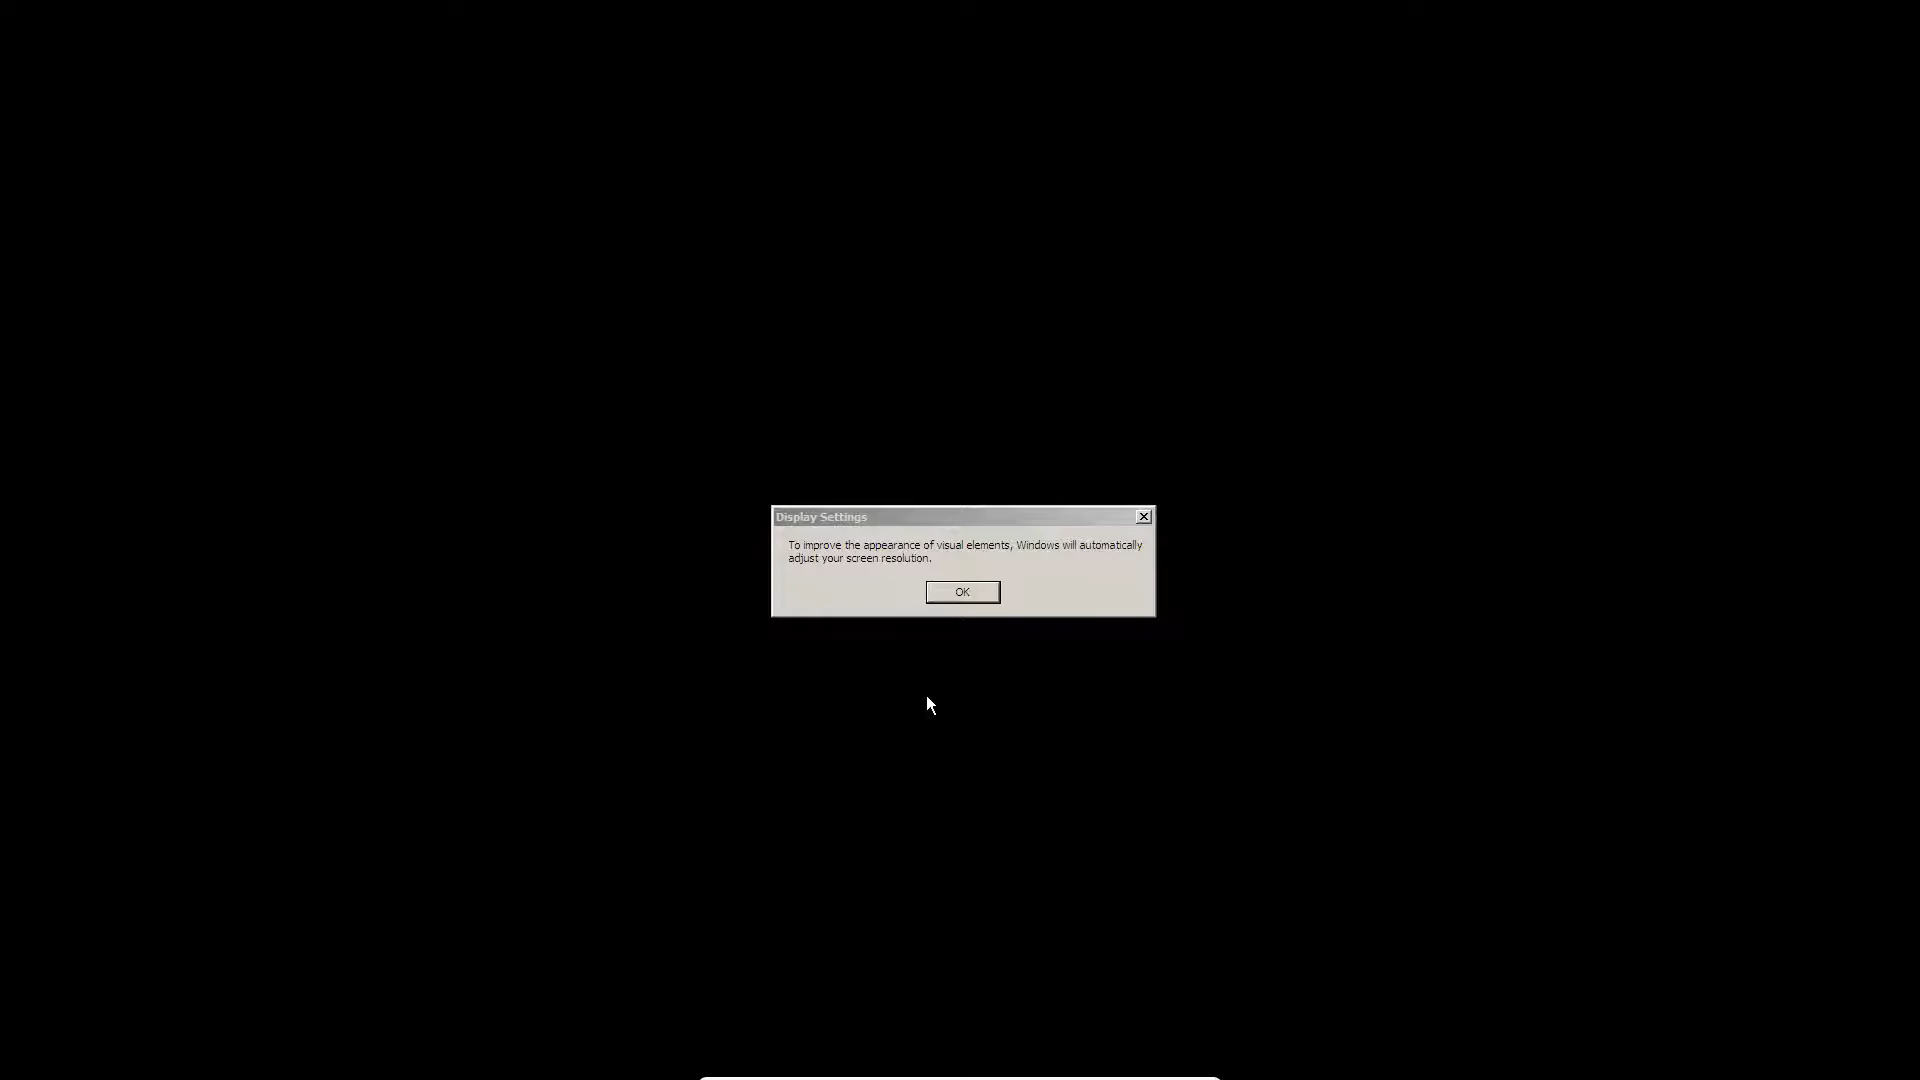 Display Settings
To improve the appearance of visual elements, Windows will automatically
adjust your screen resolution.
OK